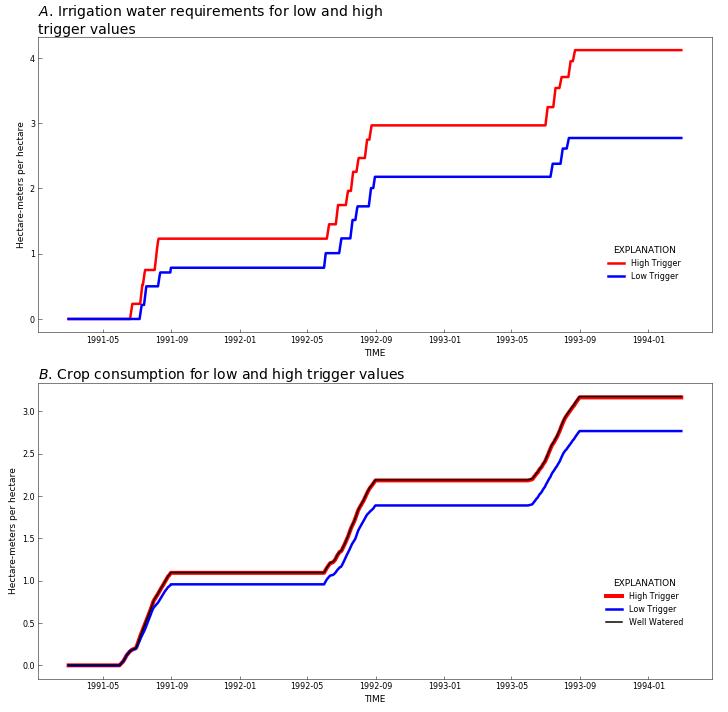 A. Irrigation water requirements for low and high
trigger values
Hectare-meters per hectare
4
3
2
1
0
EXPLANATION
High Trigger
Low Trigger
1991-05 1991-09 1992-01 1992-05 1992-09 1993-01 1993-05 1993-09 1994-01
TIME
B. Crop consumption for low and high trigger values
Hectare-meters per hectare
3.0
2.5
2.0
1.5
1.0
0.5
0.0
EXPLANATION
High Trigger
Low Trigger
Well Watered
1991-05 1991-09 1992-01 1992-05 1992-09 1993-01 1993-05 1993-09 1994-01
TIME